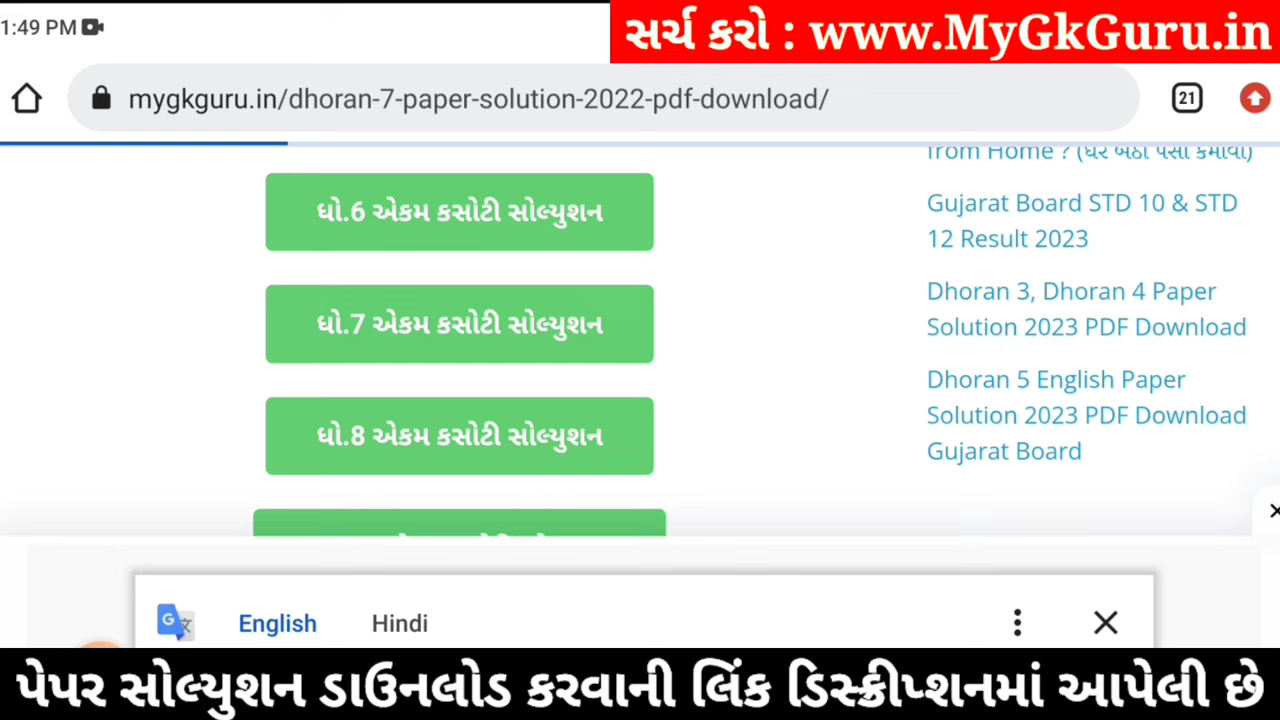 1:49 PM
સર્ચ કરો : www.MyGkGuru.in
mygkguru.in/dhoran-7-paper-solution-2022-pdf-download/
21
from Home ? (ઘરે બેઠા પૈસા કમાવો)
ધો.6 એકમ કસોટી સોલ્યુશન
ધો.7 એકમ કસોટી સોલ્યુશન
ધો.8 એકમ કસોટી સોલ્યુશન
Gujarat Board STD 10 & STD
12 Result 2023
Dhoran 3, Dhoran 4 Paper
Solution 2023 PDF Download
Dhoran 5 English Paper
Solution 2023 PDF Download
Gujarat Board
English
Hindi
પેપર સોલ્યુશન ડાઉનલોડ કરવાની લિંક ડિસ્ક્રીપ્શનમાં આપેલી છે